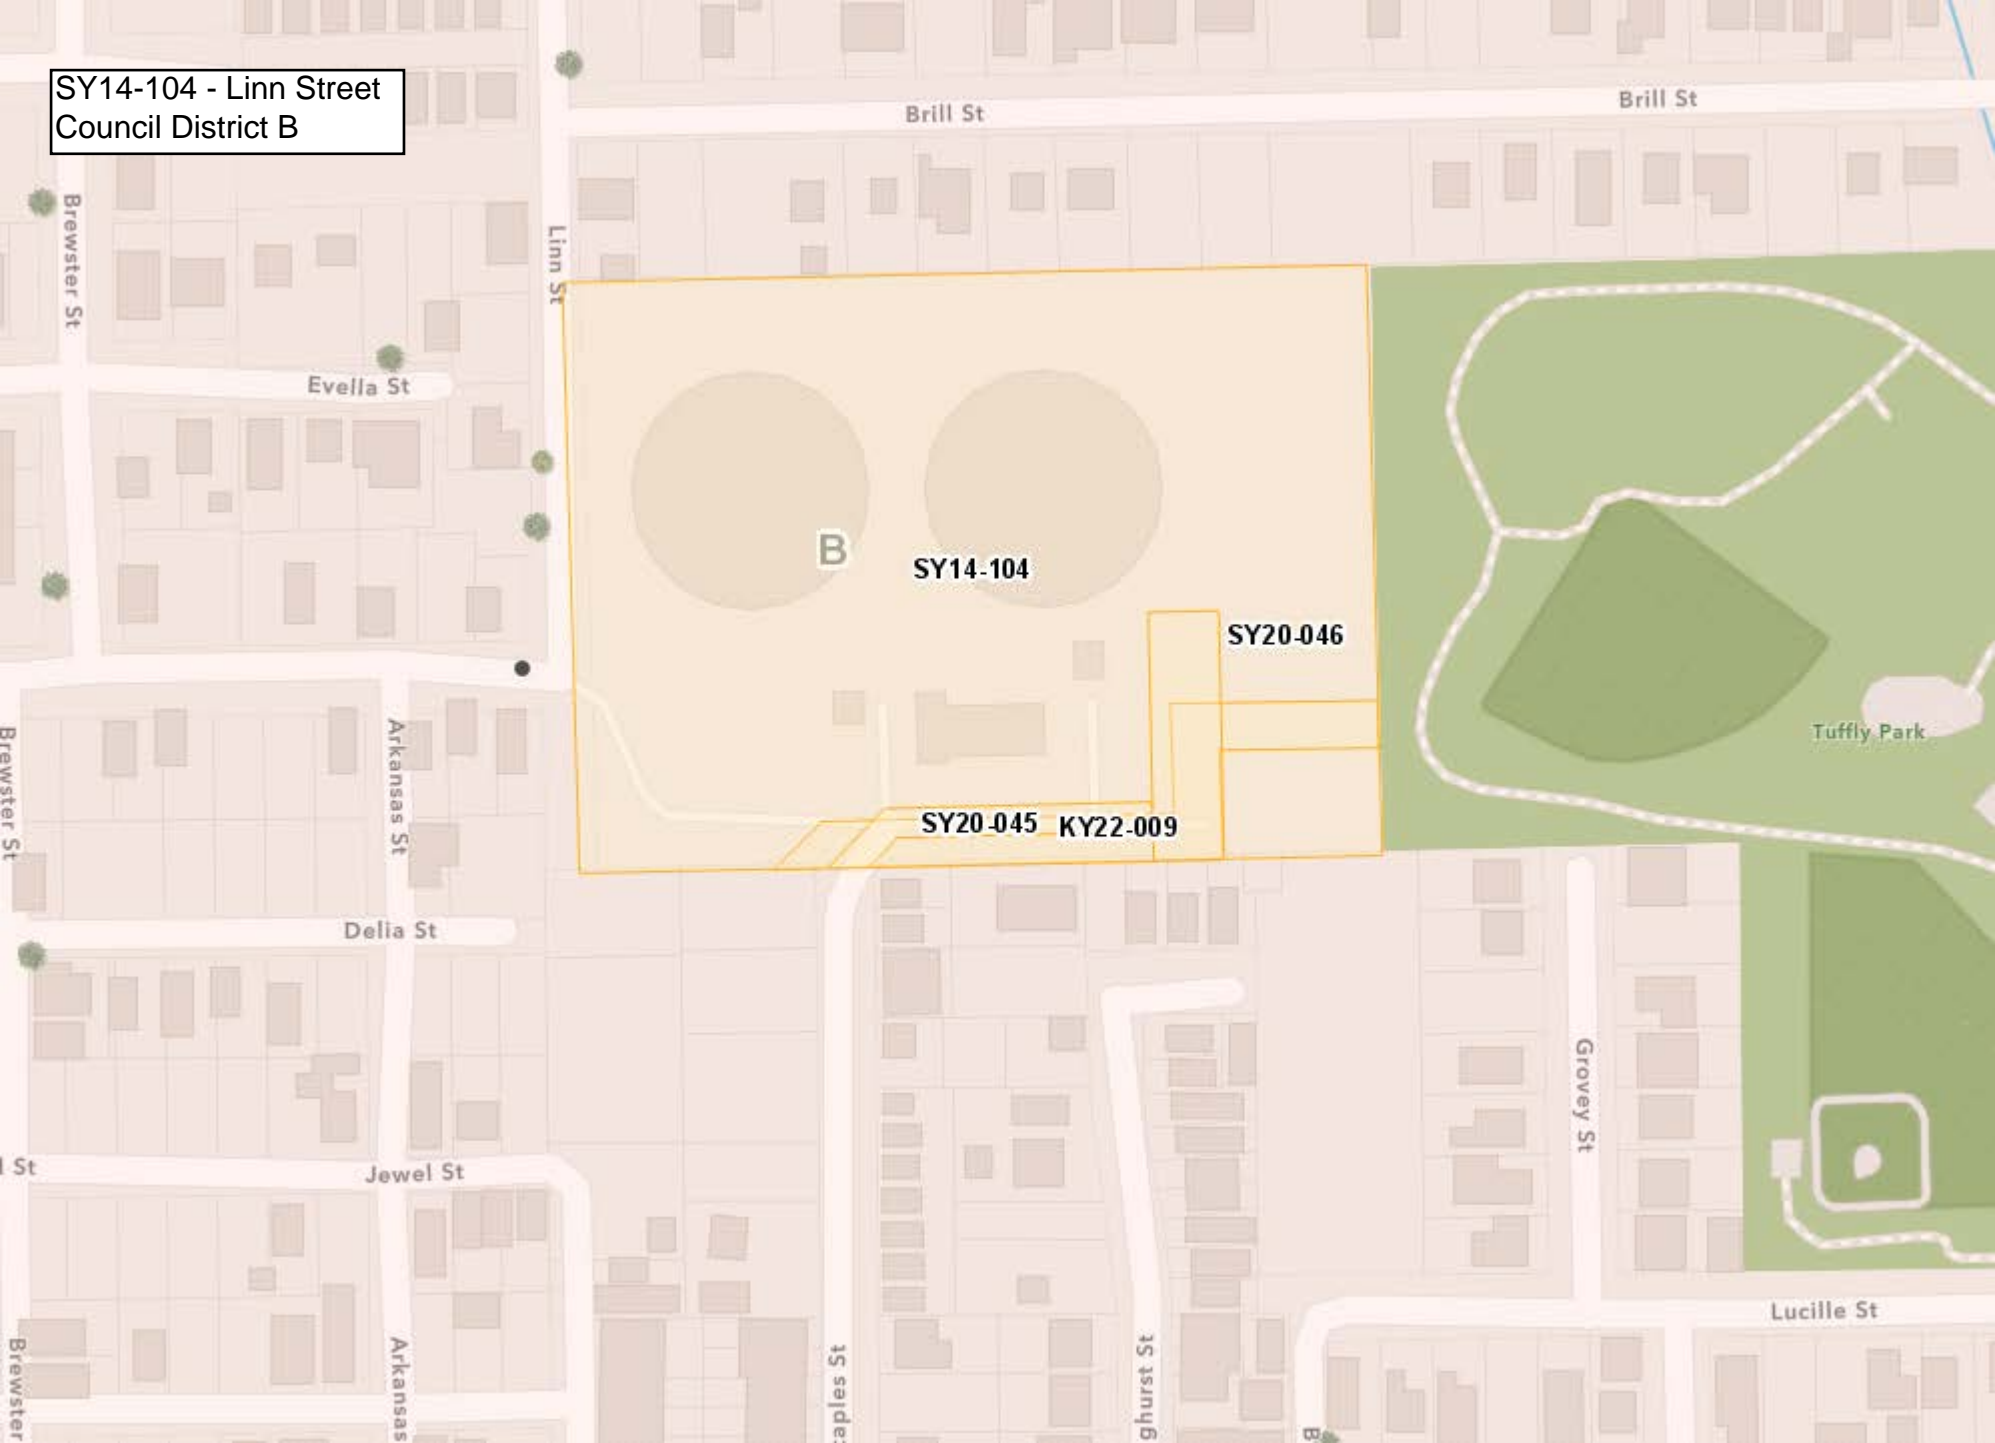 SY14-104 - Linn Street
Council District B
Brill St
Brill St
Brewster St
Linn St
Evella St
B
SY14-104
SY20-046
Tuffly Park
Brewster St
Arkansas St
SY20-045
KY22-009
Delia St
Grovey St
St
Jewel St
Lucille St
Brewster
Arkansas
St
ghurst St
B